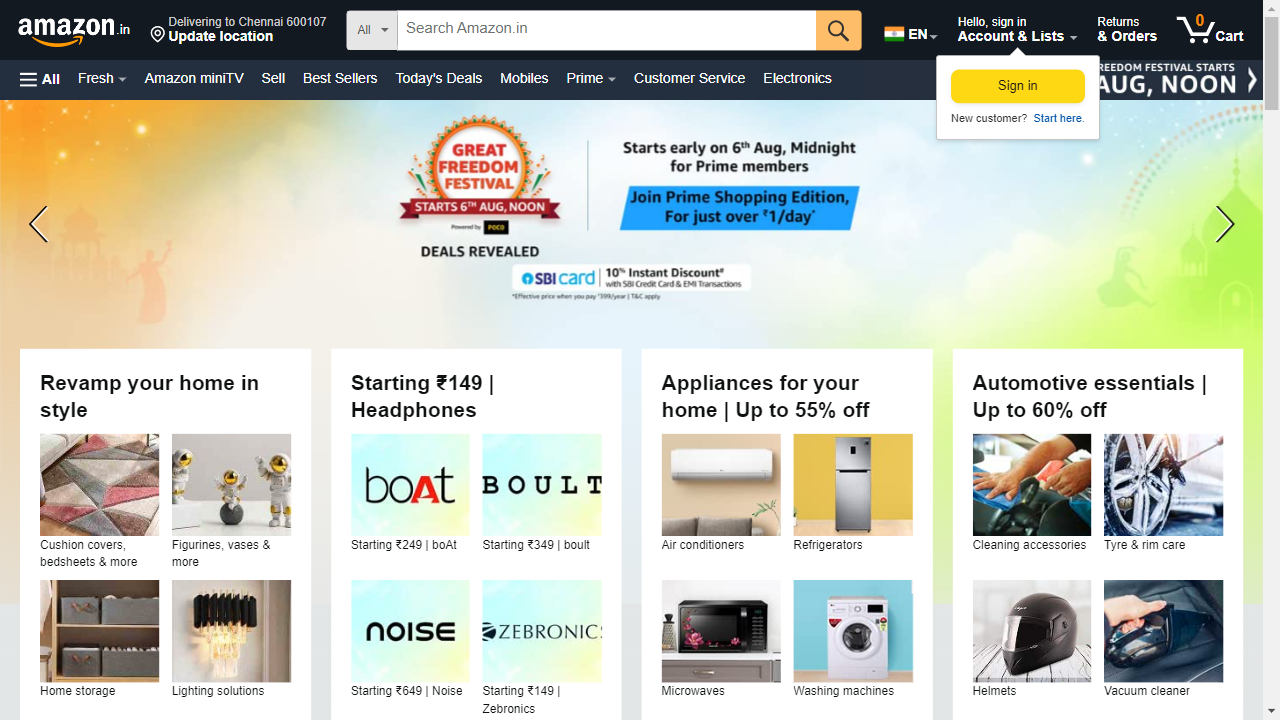 amazon.in
Delivering to Chennai 600107
Update location
All
Search Amazon.in
EN
Hello, sign in
Account & Lists
Returns
& Orders
0
Cart
All
Fresh
Amazon miniTV
Sell
Best Sellers
Today's Deals
Mobiles
Prime
Customer Service
Electronics
FREEDOM FESTIVAL STARTS
AUG, NOON
Sign in
New customer? Start here.
GREAT
FREEDOM
FESTIVAL
STARTS 6TH AUG, NOON
Powered by POCO
DEALS REVEALED
Starts early on 6th Aug, Midnight
for Prime members
Join Prime Shopping Edition,
For just over ₹1/day*
SBI card
10% Instant Discount#
with SBI Credit Card & EMI Transactions
*Effective price when you pay ₹399/year | T&C apply
Revamp your home in
style
Cushion covers,
bedsheets & more
Figurines, vases &
more
Home storage
Lighting solutions
Starting ₹149 |
Headphones
boAt
BOULT
Starting ₹249 | boAt
Starting ₹349 | boult
noise
ZEBRONICS
Starting ₹649 | Noise
Starting ₹149 |
Zebronics
Appliances for your
home | Up to 55% off
Air conditioners
Refrigerators
Microwaves
Washing machines
Automotive essentials |
Up to 60% off
Cleaning accessories
Tyre & rim care
Helmets
Vacuum cleaner